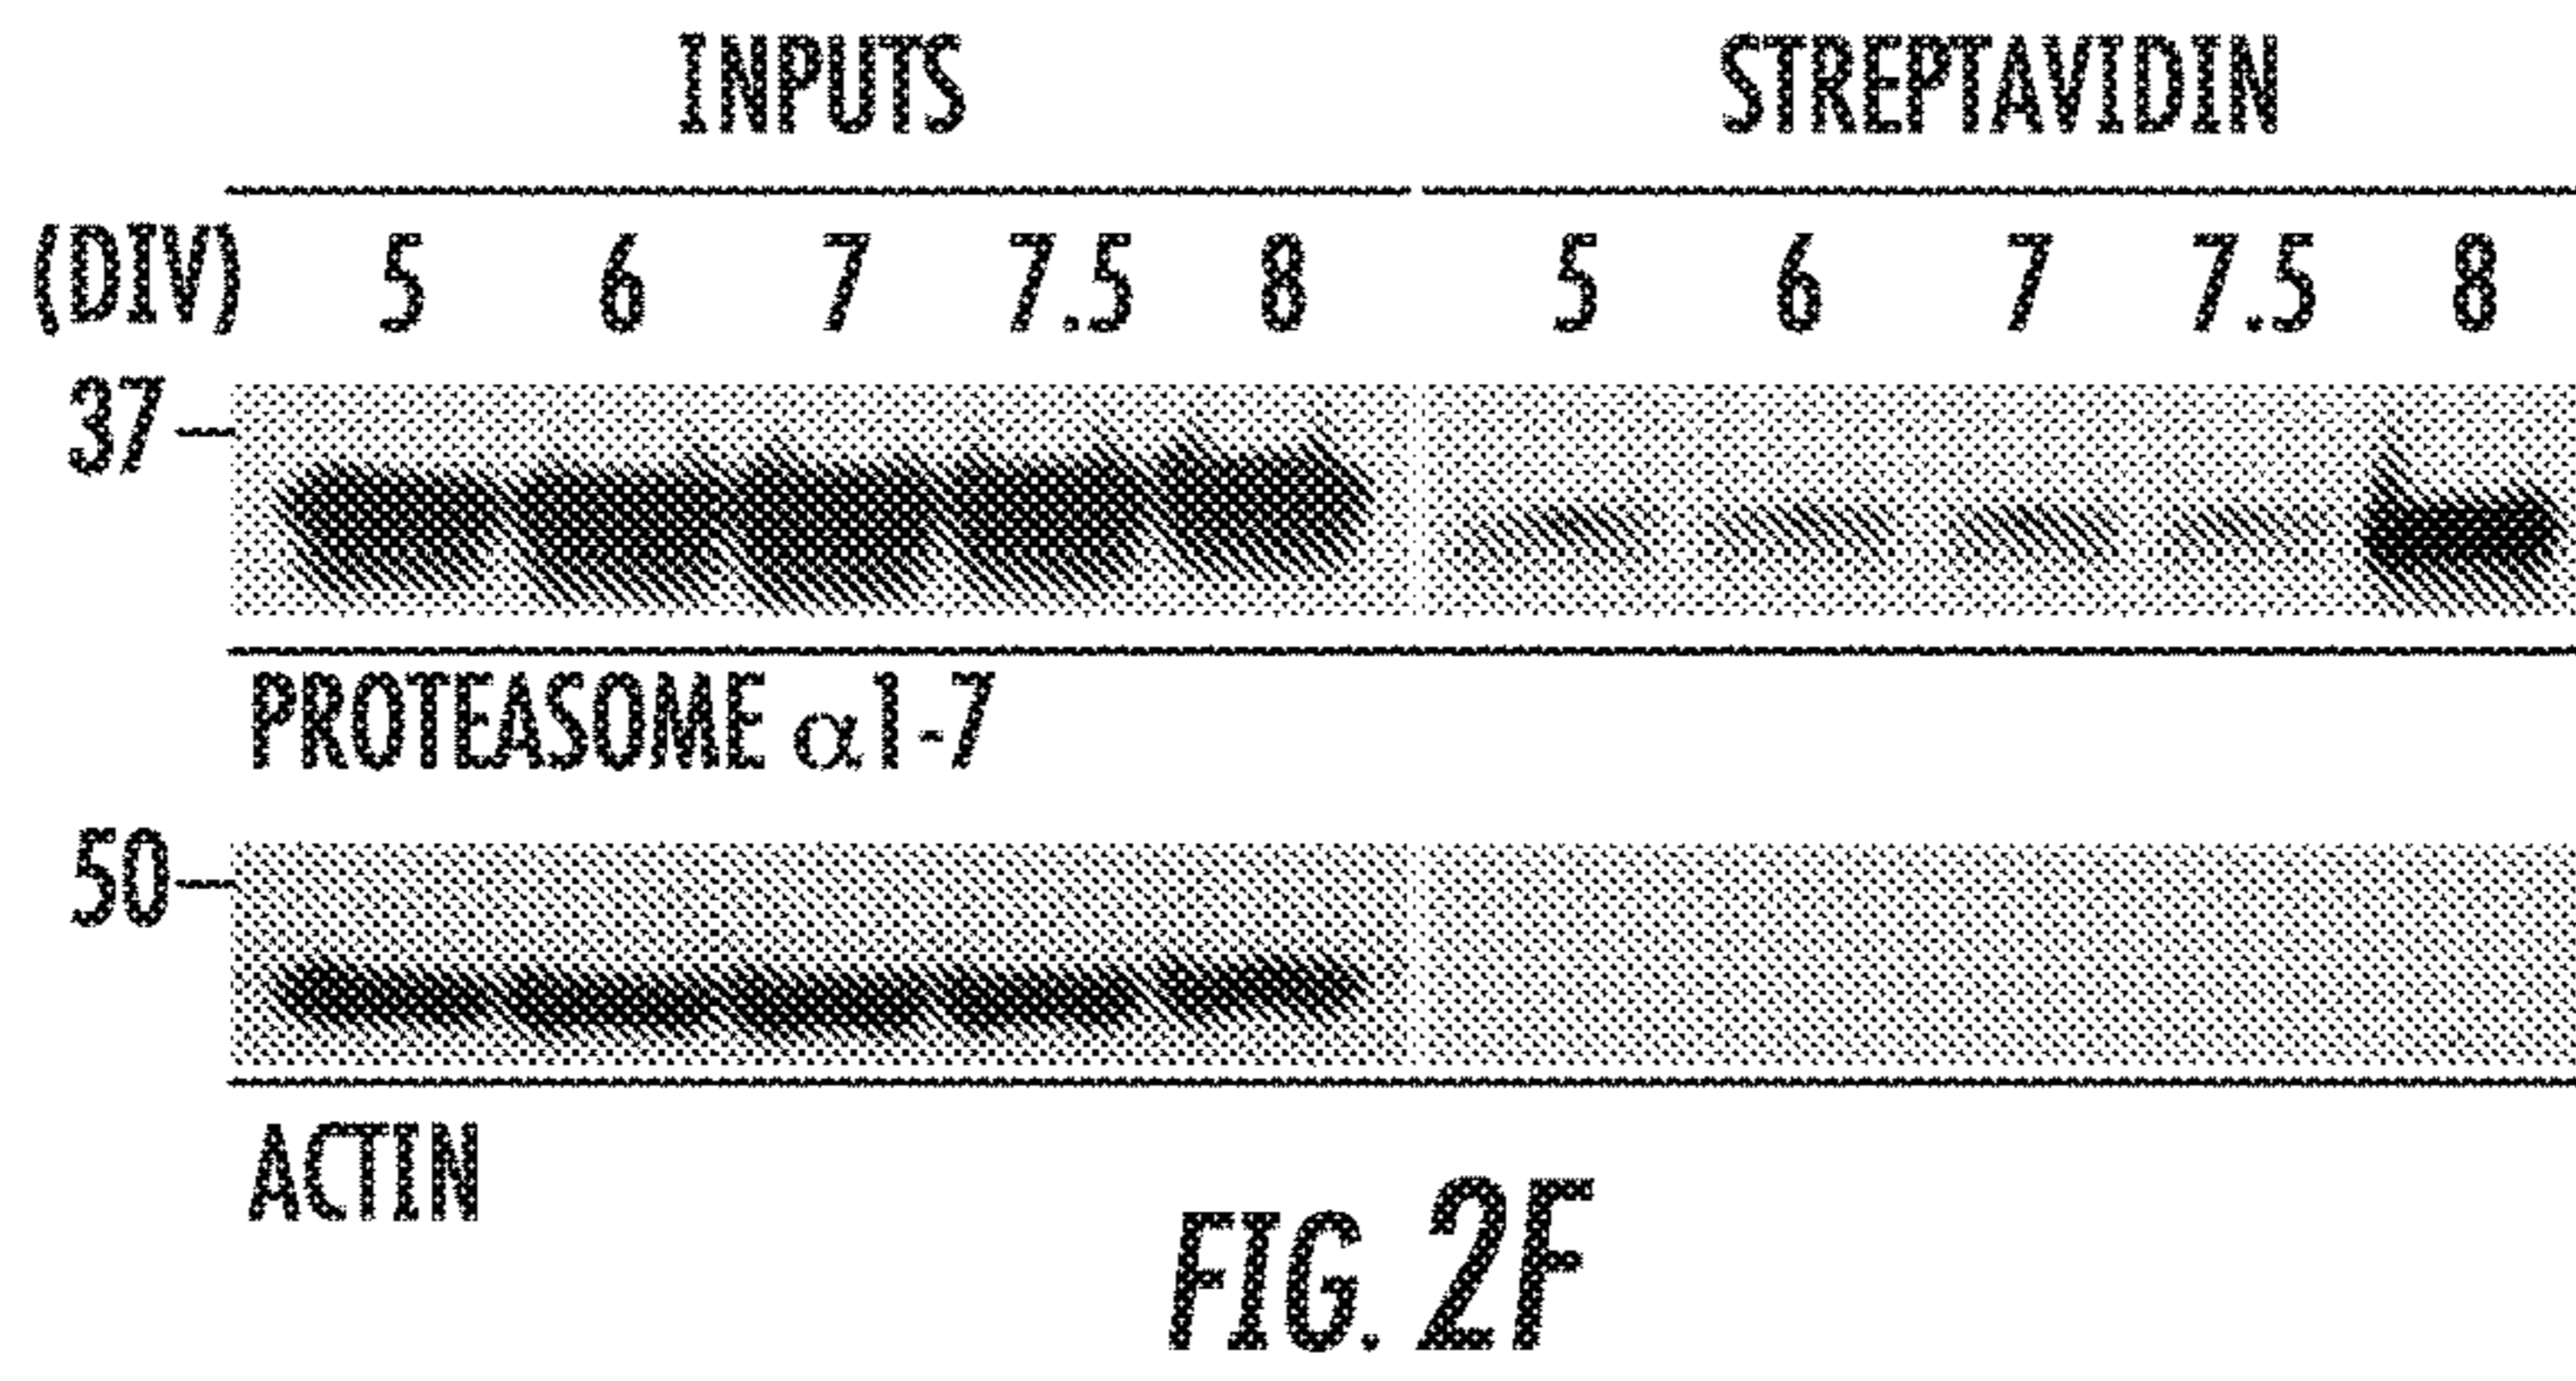 INPUTS STREPTAVIDIN
(DIV) 5 6 7 7.5 8 5 6 7 7.5 8
37
PROTEASOME α1-7
50
ACTIN
FIG. 2F